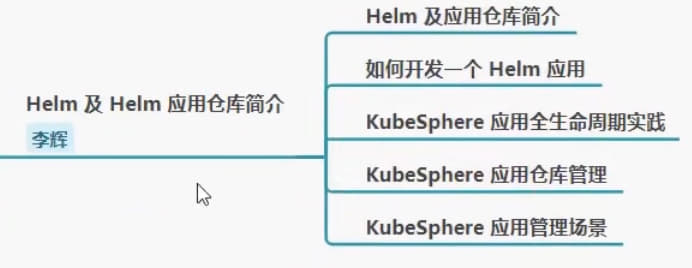 Helm 及 Helm 应用仓库简介
李辉
Helm 及应用仓库简介
如何开发一个 Helm 应用
KubeSphere 应用全生命周期实践
KubeSphere 应用仓库管理
KubeSphere 应用管理场景